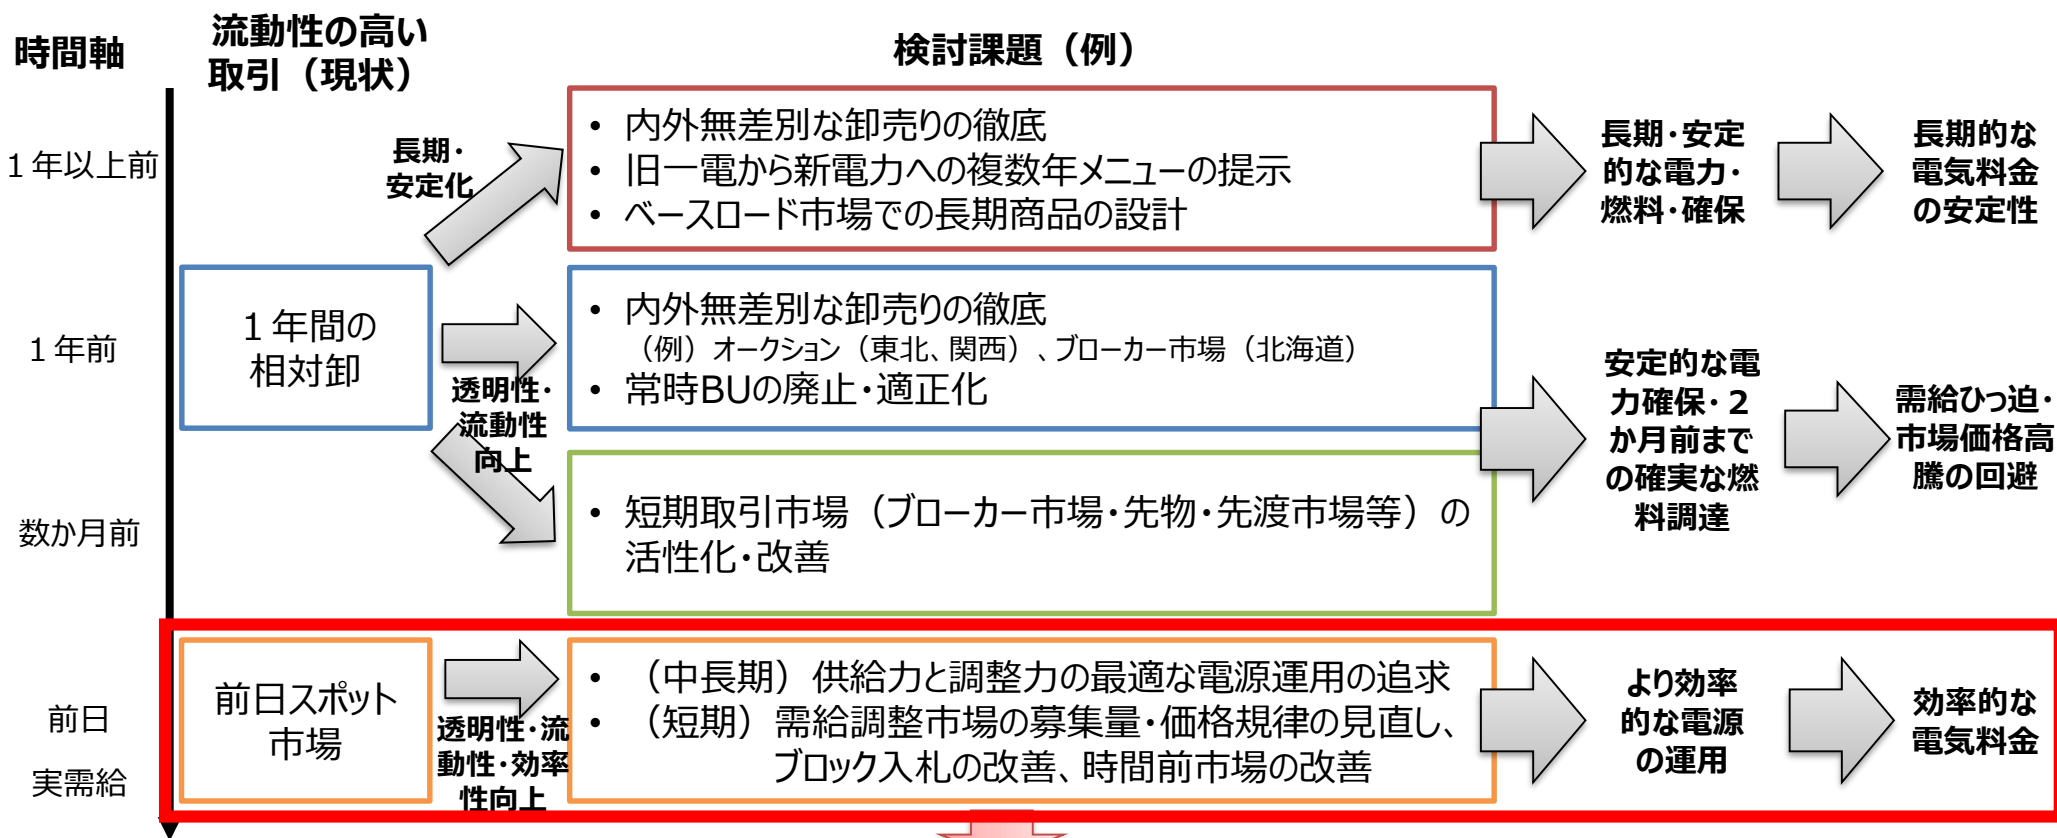 時間軸
流動性の高い
取引（現状）
検討課題（例）
１年以上前
長期・
安定化
• 内外無差別な卸売りの徹底
• 旧一電から新電力への複数年メニューの提示
• ベースロード市場での長期商品の設計
長期・安定
的な電力・
燃料・確保
長期的な
電気料金
の安定性
１年前
１年間の
相対卸
透明性・
流動性
向上
• 内外無差別な卸売りの徹底
（例）オークション（東北、関西）、ブローカー市場（北海道）
• 常時BUの廃止・適正化
数か月前
• 短期取引市場（ブローカー市場・先物・先渡市場等）の
活性化・改善
安定的な電
力確保・２
か月前まで
の確実な燃
料調達
需給ひっ迫・
市場価格高
騰の回避
前日
実需給
前日スポット
市場
透明性・流
動性・効率
性向上
• （中長期）供給力と調整力の最適な電源運用の追求
• （短期）需給調整市場の募集量・価格規律の見直し、
ブロック入札の改善、時間前市場の改善
より効率
的な電源
の運用
効率的な
電気料金